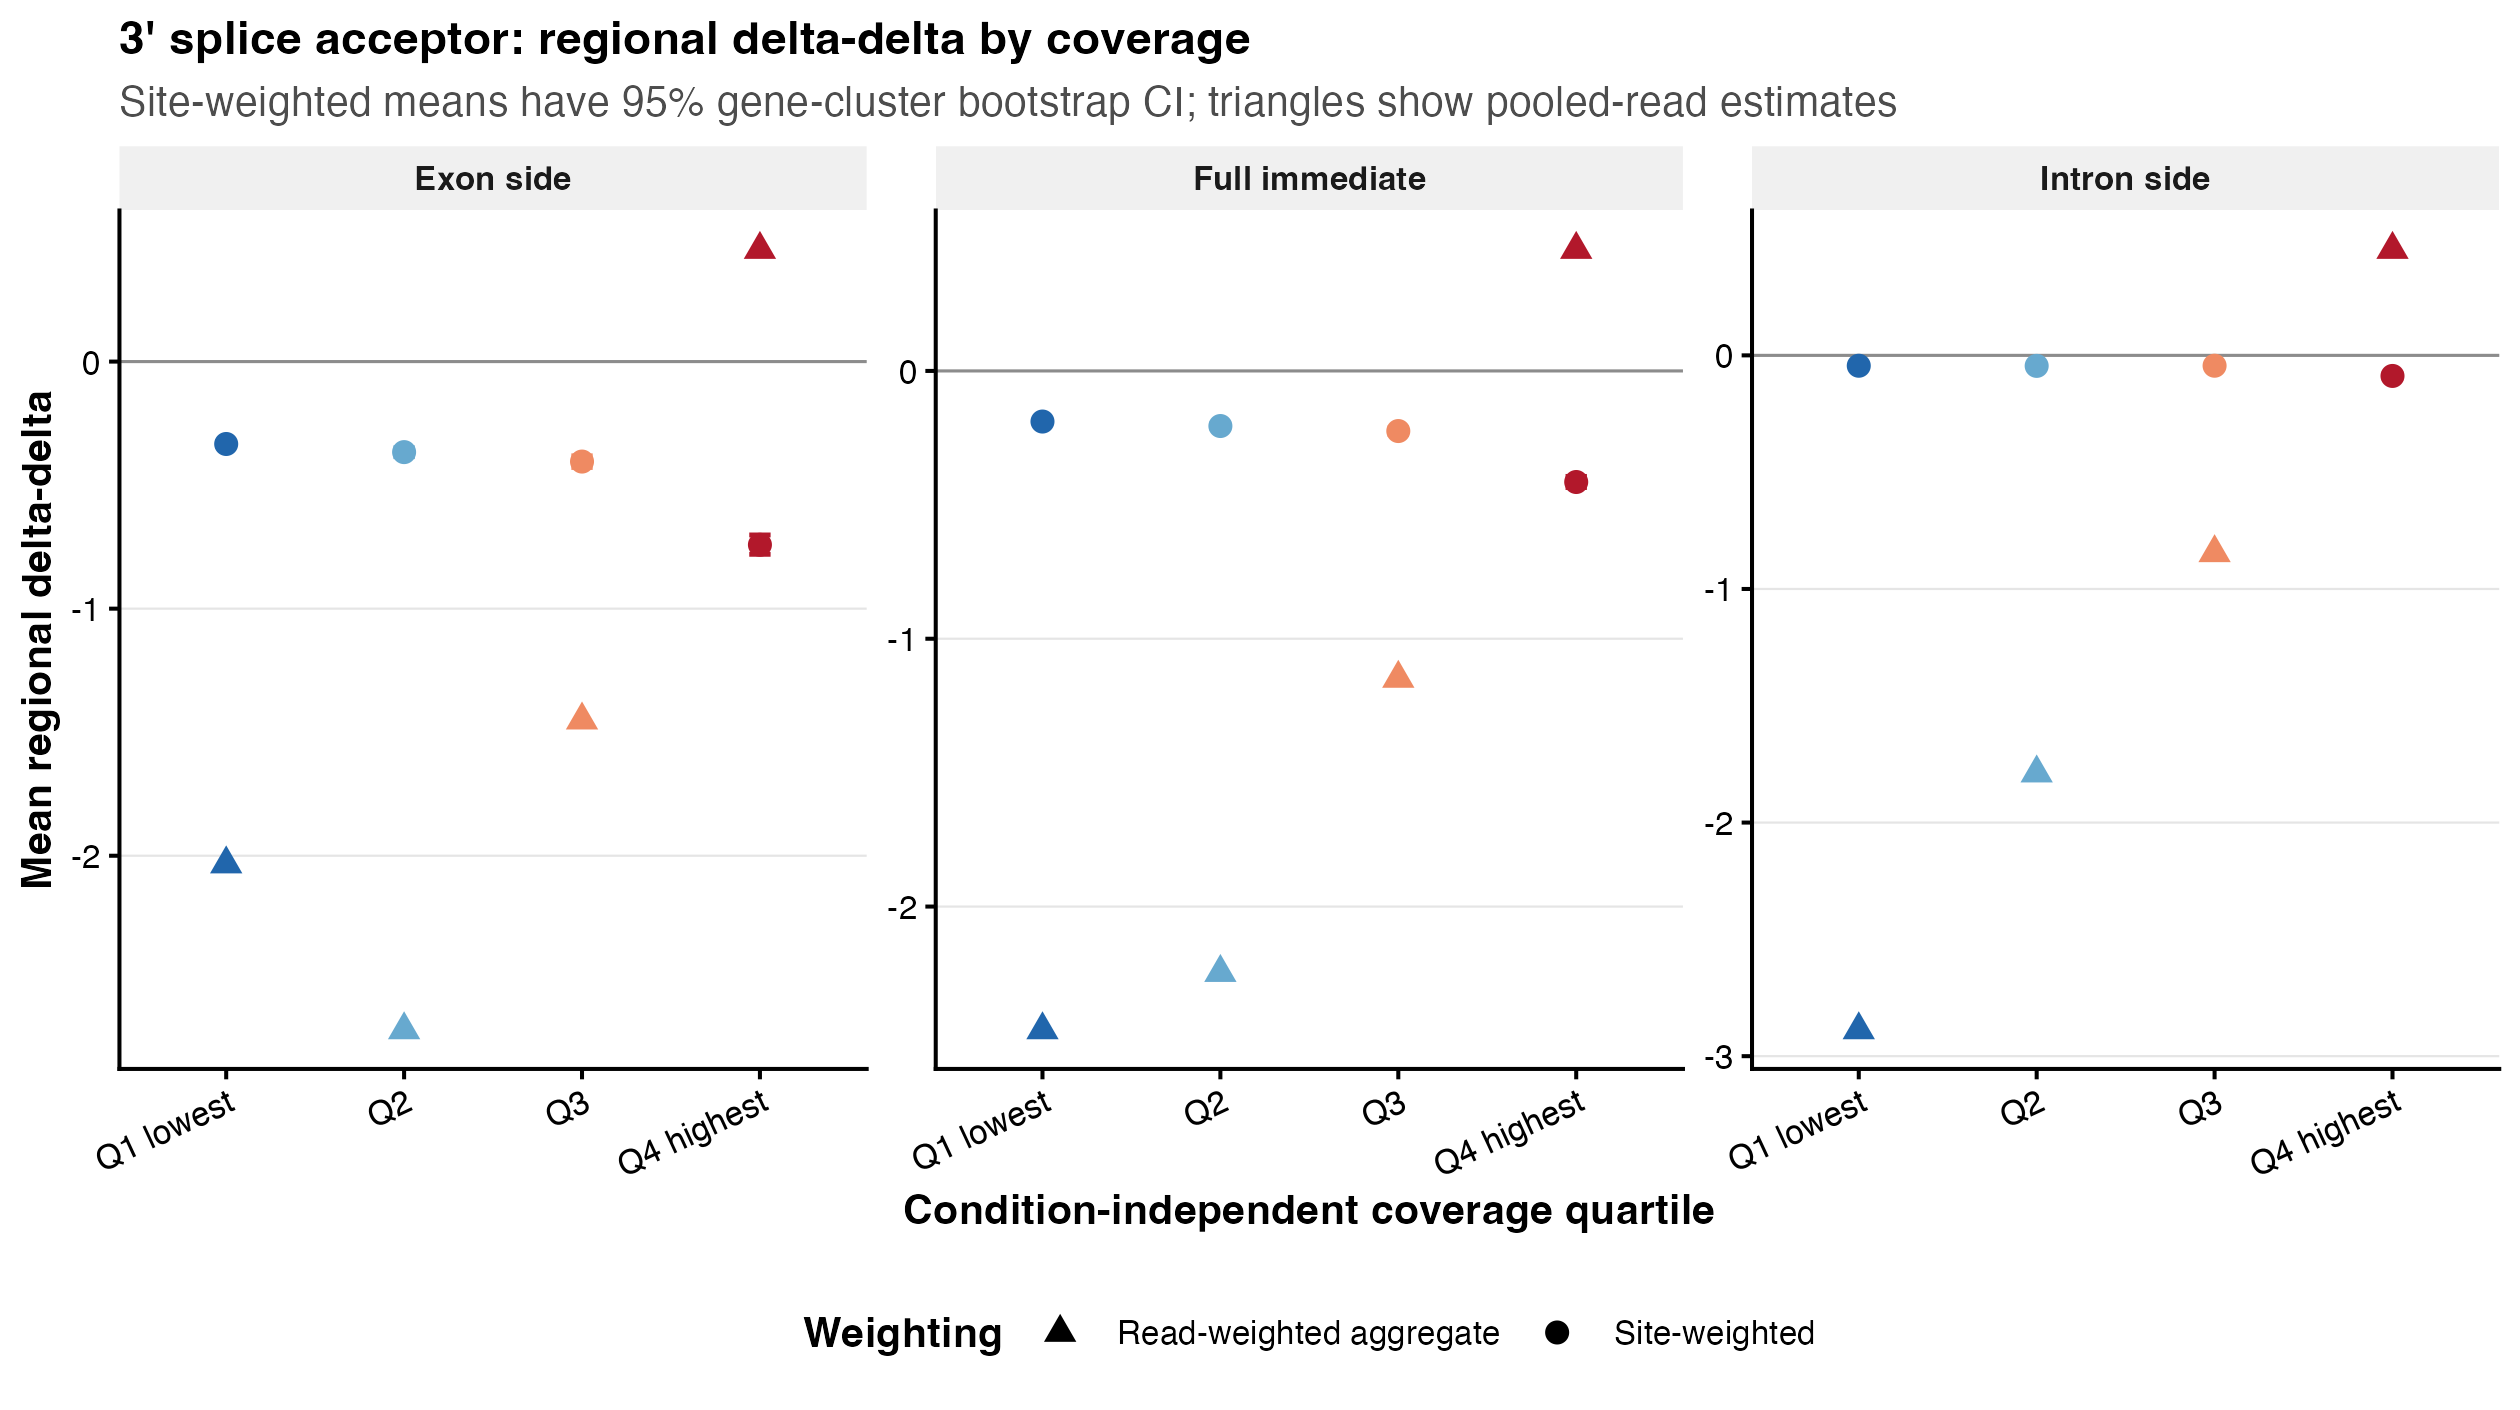 3' splice acceptor: regional delta-delta by coverage
Site-weighted means have 95% gene-cluster bootstrap CI; triangles show pooled-read estimates
Exon side
Full immediate
Intron side
Mean regional delta-delta
0
-1
-2
0
-1
-2
0
-1
-2
-3
Q1 lowest
Q2
Q3
Q4 highest
Q1 lowest
Q2
Q3
Q4 highest
Q1 lowest
Q2
Q3
Q4 highest
Condition-independent coverage quartile
Weighting
Read-weighted aggregate
Site-weighted